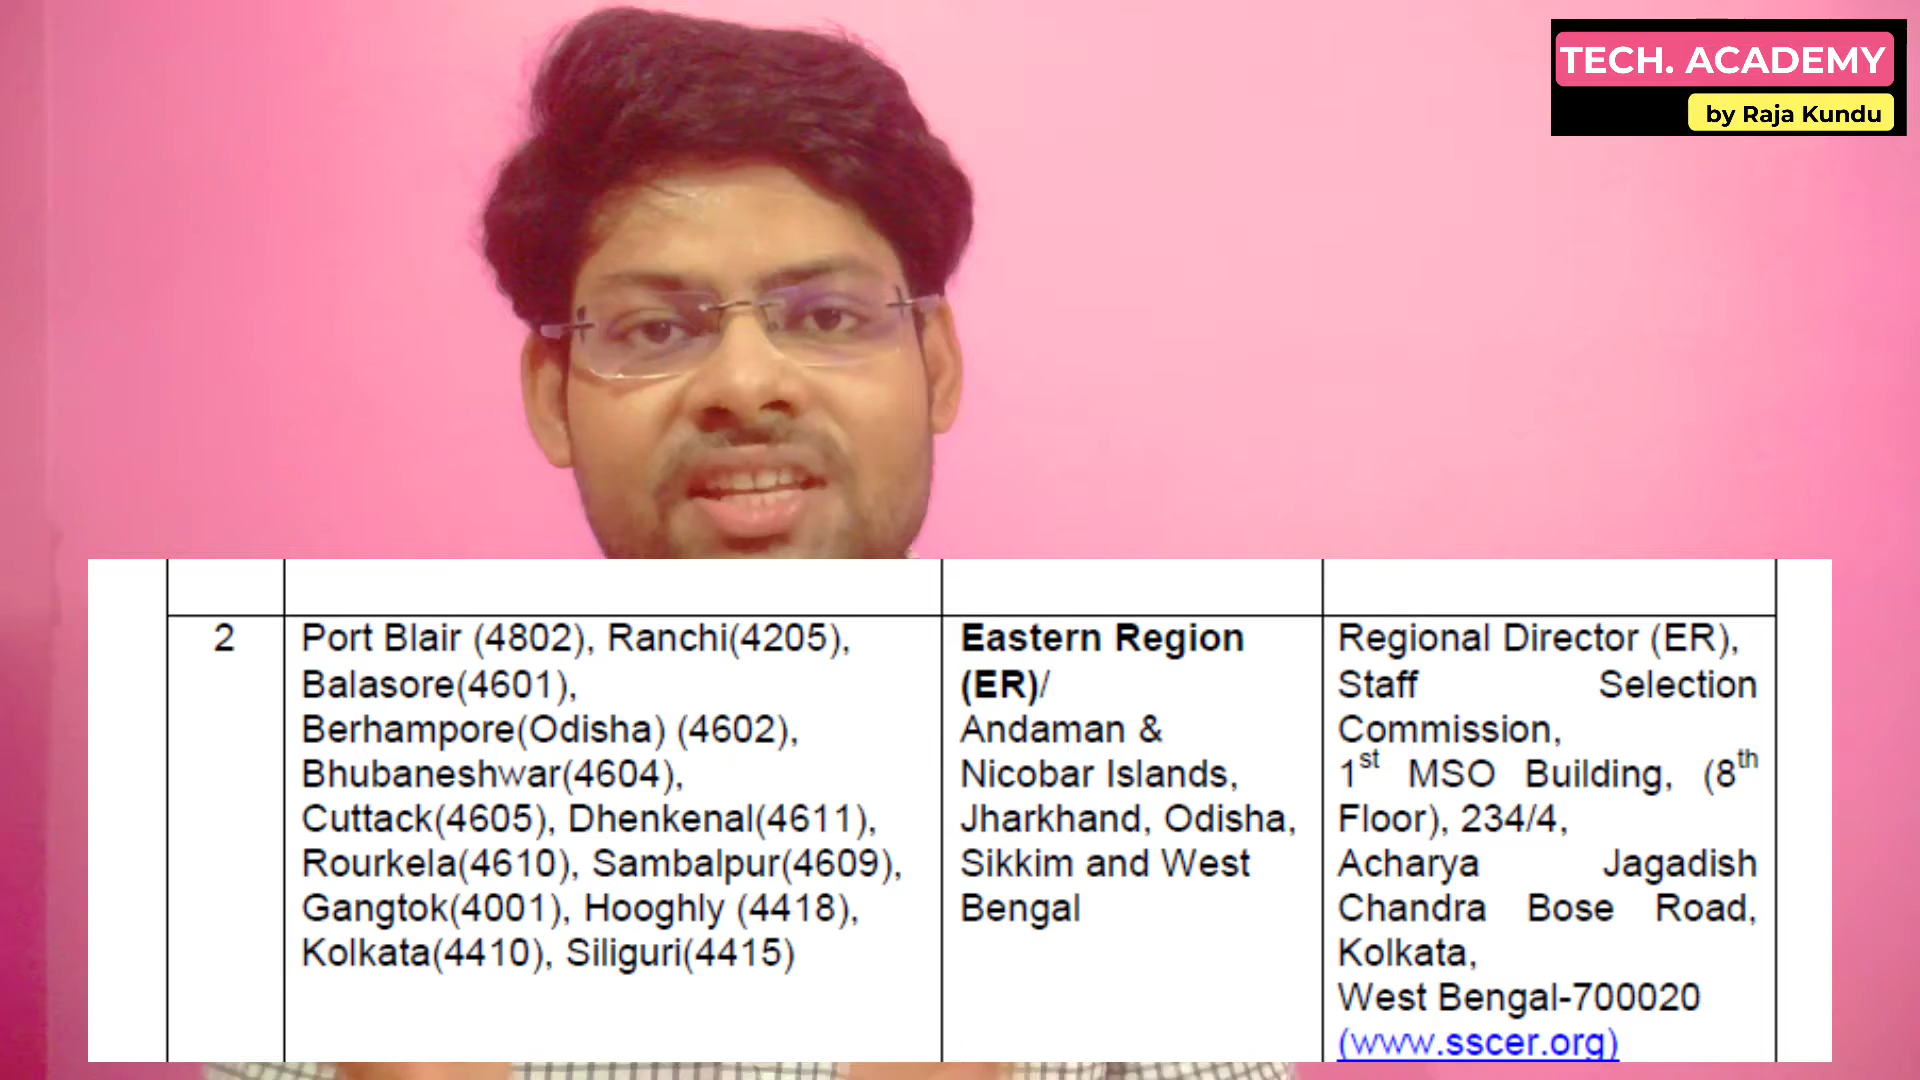 TECH. ACADEMY
by Raja Kundu
2
Port Blair (4802), Ranchi(4205),
Balasore(4601),
Berhampore(Odisha) (4602),
Bhubaneshwar(4604),
Cuttack(4605), Dhenkenal(4611),
Rourkela(4610), Sambalpur(4609),
Gangtok(4001), Hooghly (4418),
Kolkata(4410), Siliguri(4415)
Eastern Region
(ER)/
Andaman &
Nicobar Islands,
Jharkhand, Odisha,
Sikkim and West
Bengal
Regional Director (ER),
Staff Selection
Commission,
1st MSO Building, (8th
Floor), 234/4,
Acharya Jagadish
Chandra Bose Road,
Kolkata,
West Bengal-700020
(www.sscer.org)